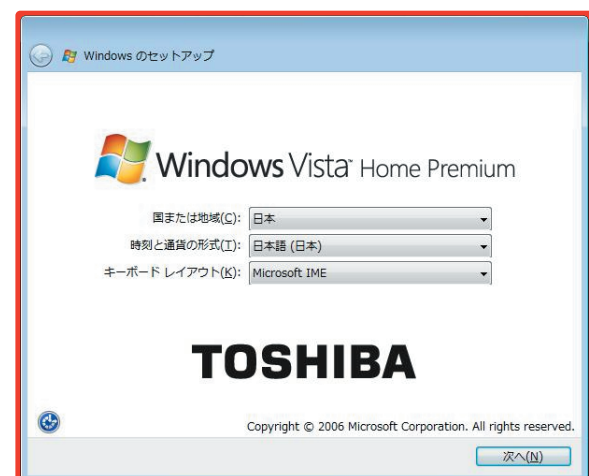 Windows のセットアップ
Windows Vista™ Home Premium
国または地域(C): 日本
時刻と通貨の形式(T): 日本語 (日本)
キーボード レイアウト(K): Microsoft IME
TOSHIBA
Copyright © 2006 Microsoft Corporation. All rights reserved.
次へ(N)